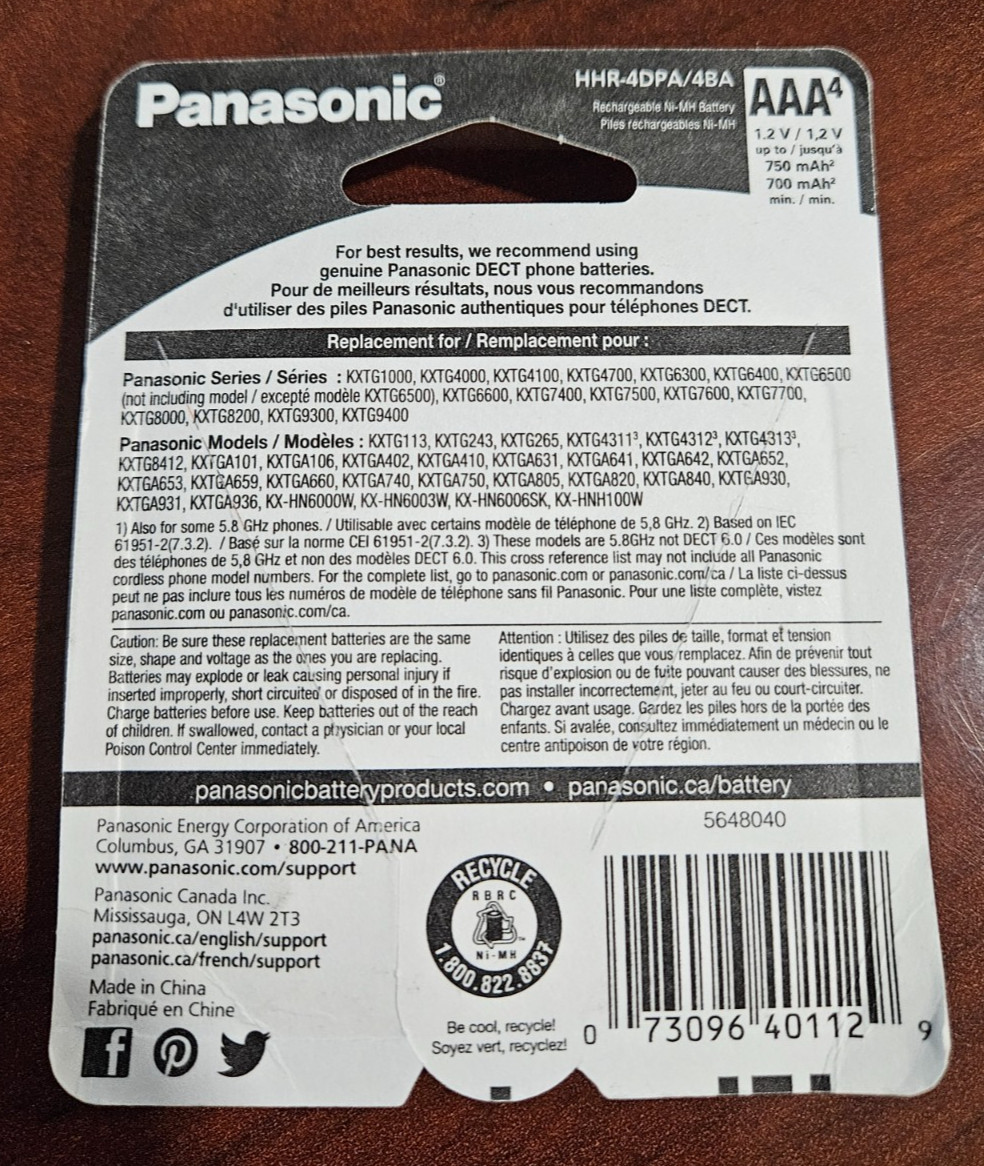 Panasonic®
HHR-4DPA/4BA
Rechargeable Ni-MH Battery
Piles rechargeables Ni-MH
AAA⁴
1.2 V / 1,2 V
up to / jusqu'à
750 mAh²
700 mAh²
min. / min.
For best results, we recommend using
genuine Panasonic DECT phone batteries.
Pour de meilleurs résultats, nous vous recommandons
d'utiliser des piles Panasonic authentiques pour téléphones DECT.
Replacement for / Remplacement pour :
Panasonic Series / Séries : KXTG1000, KXTG4000, KXTG4100, KXTG4700, KXTG6300, KXTG6400, KXTG6500
(not including model / excepté modèle KXTG6500), KXTG6600, KXTG7400, KXTG7500, KXTG7600, KXTG7700,
KXTG8000, KXTG8200, KXTG9300, KXTG9400
Panasonic Models / Modèles : KXTG113, KXTG243, KXTG265, KXTG4311³, KXTG4312³, KXTG4313³,
KXTG8412, KXTGA101, KXTGA106, KXTGA402, KXTGA410, KXTGA631, KXTGA641, KXTGA642, KXTGA652,
KXTGA653, KXTGA659, KXTGA660, KXTGA740, KXTGA750, KXTGA805, KXTGA820, KXTGA840, KXTGA930,
KXTGA931, KXTGA936, KX-HN6000W, KX-HN6003W, KX-HN6006SK, KX-HNH100W
1) Also for some 5.8 GHz phones. / Utilisable avec certains modèle de téléphone de 5,8 GHz. 2) Based on IEC
61951-2(7.3.2). / Basé sur la norme CEI 61951-2(7.3.2). 3) These models are 5.8GHz not DECT 6.0 / Ces modèles sont
des téléphones de 5,8 GHz et non des modèles DECT 6.0. This cross reference list may not include all Panasonic
cordless phone model numbers. For the complete list, go to panasonic.com or panasonic.com/ca / La liste ci-dessus
peut ne pas inclure tous les numéros de modèle de téléphone sans fil Panasonic. Pour une liste complète, visitez
panasonic.com ou panasonic.com/ca.
Caution: Be sure these replacement batteries are the same
size, shape and voltage as the ones you are replacing.
Batteries may explode or leak causing personal injury if
inserted improperly, short circuited or disposed of in the fire.
Charge batteries before use. Keep batteries out of the reach
of children. If swallowed, contact a physician or your local
Poison Control Center immediately.
Attention : Utilisez des piles de taille, format et tension
identiques à celles que vous remplacez. Afin de prévenir tout
risque d'explosion ou de fuite pouvant causer des blessures, ne
pas installer incorrectement, jeter au feu ou court-circuiter.
Chargez avant usage. Gardez les piles hors de la portée des
enfants. Si avalée, consultez immédiatement un médecin ou le
centre antipoison de votre région.
panasonicbatteryproducts.com • panasonic.ca/battery
Panasonic Energy Corporation of America
Columbus, GA 31907 • 800-211-PANA
www.panasonic.com/support
Panasonic Canada Inc.
Mississauga, ON L4W 2T3
panasonic.ca/english/support
panasonic.ca/french/support
Made in China
Fabriqué en Chine
RECYCLE
RBRC
Ni-MH
1.800.822.8837
Be cool, recycle!
Soyez vert, recyclez!
5648040
0 73096 40112 9